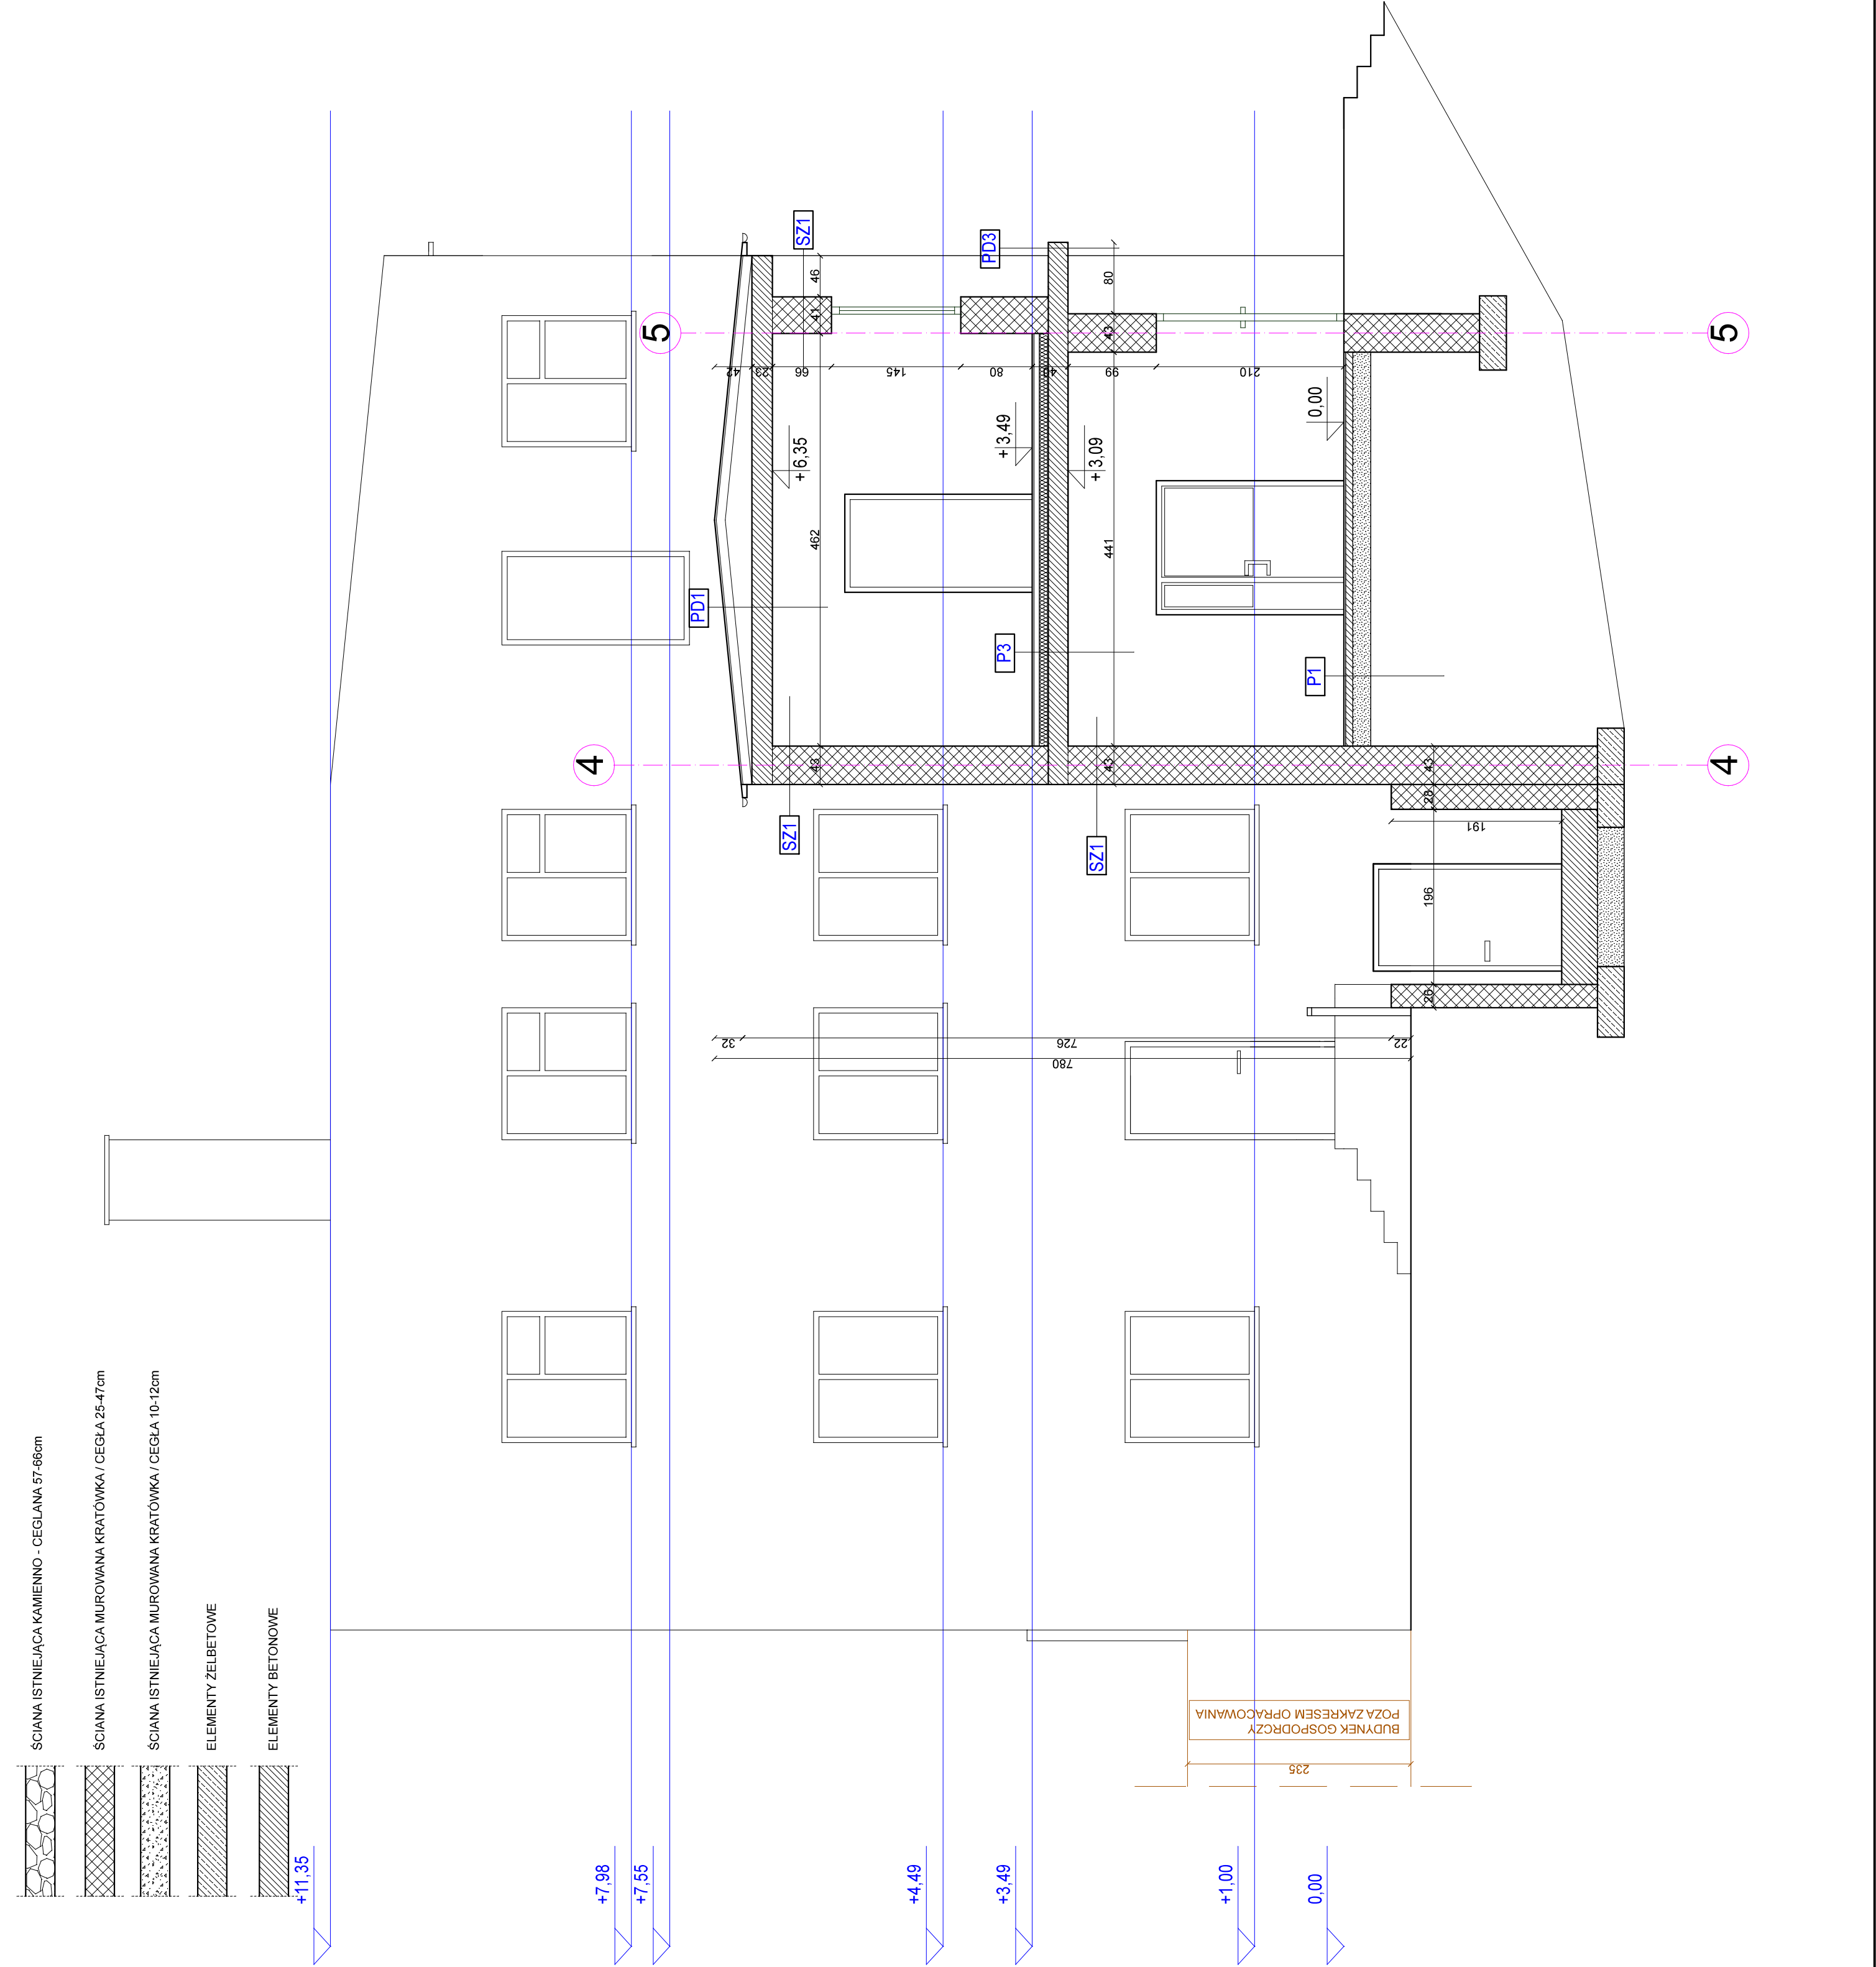 ŚCIANA ISTNIEJĄCA KAMIENNO - CEGLANA 57-66cm
ŚCIANA ISTNIEJĄCA MUROWANA KRATÓWKA / CEGŁA 25-47cm
ŚCIANA ISTNIEJĄCA MUROWANA KRATÓWKA / CEGŁA 10-12cm
ELEMENTY ŻELBETOWE
ELEMENTY BETONOWE
+11,35
+7,98
+7,55
+4,49
+3,49
+1,00
0,00
BUDYNEK GOSPODRCZY
POZA ZAKRESEM OPRACOWANIA
235
4
5
4
5
SZ1
PD3
PD1
P3
P1
SZ1
SZ1
+ 6,35
+ 3,49
+ 3,09
0,00
46
41
462
43
80
43
441
43
42
23
66
145
80
40
99
210
43
28
196
26
191
32
726
22
780